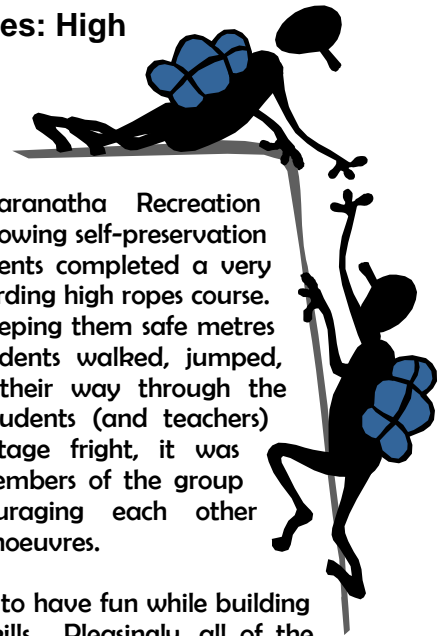 es: High
aranatha Recreation
owing self-preservation
ents completed a very
rding high ropes course.
eping them safe metres
dents walked, jumped,
their way through the
udents (and teachers)
tage fright, it was
embers of the group
uraging each other
noeuvres.
to have fun while building
kills. Pleasingly, all of the